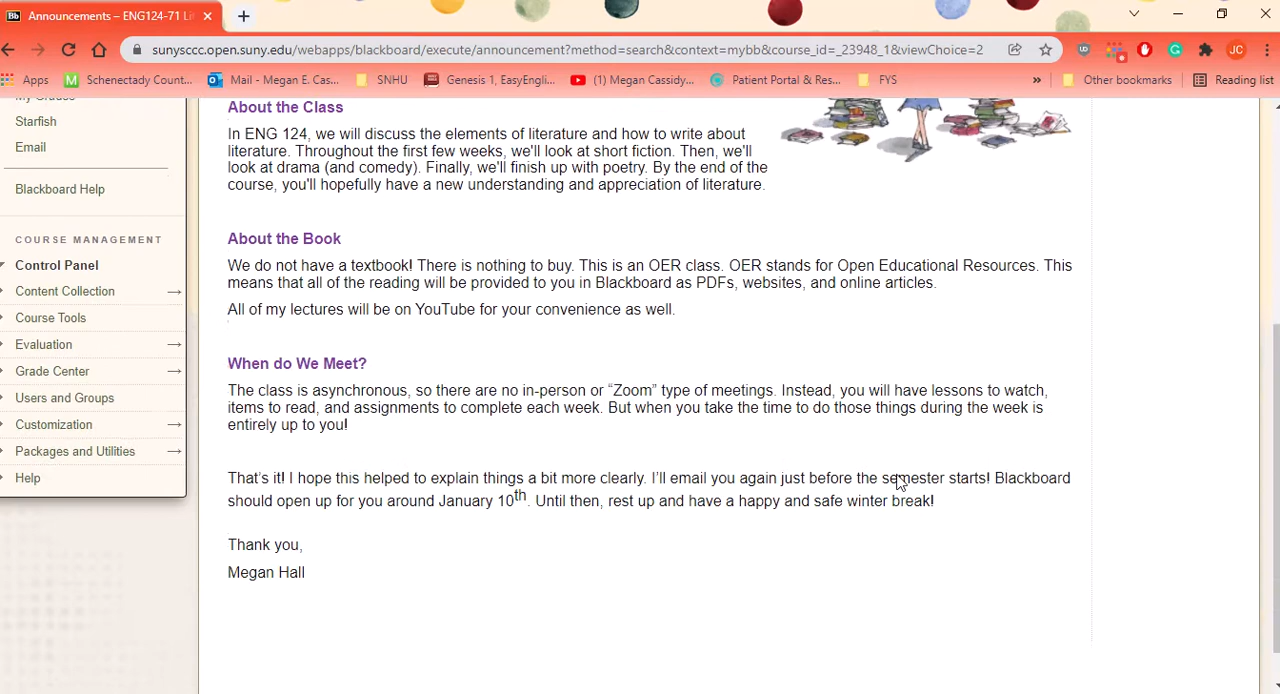 Bb Announcements – ENG124-71 Li
sunysccc.open.suny.edu/webapps/blackboard/execute/announcement?method=search&context=mybb&course_id=_23948_1&viewChoice=2
JC
Apps M Schenectady Count... Mail - Megan E. Cas... SNHU Genesis 1, EasyEngli... (1) Megan Cassidy... Patient Portal & Res... FYS » Other bookmarks Reading list
My Grades
Starfish
Email
Blackboard Help
COURSE MANAGEMENT
Control Panel
Content Collection
Course Tools
Evaluation
Grade Center
Users and Groups
Customization
Packages and Utilities
Help
About the Class
In ENG 124, we will discuss the elements of literature and how to write about
literature. Throughout the first few weeks, we'll look at short fiction. Then, we'll
look at drama (and comedy). Finally, we'll finish up with poetry. By the end of the
course, you'll hopefully have a new understanding and appreciation of literature.
About the Book
We do not have a textbook! There is nothing to buy. This is an OER class. OER stands for Open Educational Resources. This
means that all of the reading will be provided to you in Blackboard as PDFs, websites, and online articles.
All of my lectures will be on YouTube for your convenience as well.
When do We Meet?
The class is asynchronous, so there are no in-person or “Zoom” type of meetings. Instead, you will have lessons to watch,
items to read, and assignments to complete each week. But when you take the time to do those things during the week is
entirely up to you!
That’s it! I hope this helped to explain things a bit more clearly. I’ll email you again just before the semester starts! Blackboard
should open up for you around January 10th. Until then, rest up and have a happy and safe winter break!
Thank you,
Megan Hall